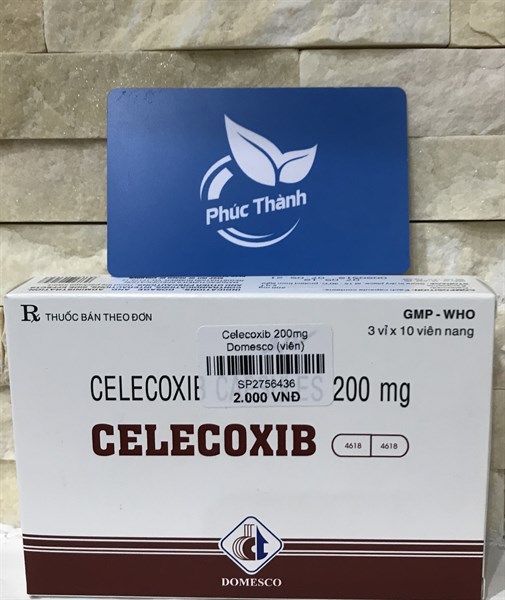 Phúc Thành
℞ THUỐC BÁN THEO ĐƠN
GMP - WHO
3 vỉ x 10 viên nang
Celecoxib 200mg
Domesco (viên)
SP2756436
2.000 VNĐ
CELECOXIB CAPSULES 200 mg
CELECOXIB
4618 4618
DOMESCO